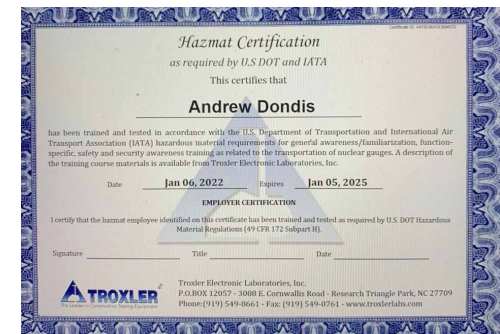 Hazmat Certification
as required by U.S DOT and IATA
This certifies that
Andrew Dondis
has been trained and tested in accordance with the U.S. Department of Transportation and International Air
Transport Association (IATA) hazardous material requirements for general awareness/familiarization, function-
specific, safety and security awareness training as related to the transportation of nuclear gauges. A description of
the training course materials is available from Troxler Electronic Laboratories, Inc.
Date Jan 06, 2022 Expires Jan 05, 2025
EMPLOYER CERTIFICATION
I certify that the hazmat employee identified on this certificate has been trained and tested as required by U.S. DOT Hazardous
Material Regulations (49 CFR 172 Subpart H).
Signature Title Date
TROXLER
The Leader in Construction Testing Equipment
Troxler Electronic Laboratories, Inc.
P.O.BOX 12057 - 3008 E. Cornwallis Road - Research Triangle Park, NC 27709
Phone:(919) 549-8661 - Fax: (919) 549-0761 - www.troxlerlabs.com